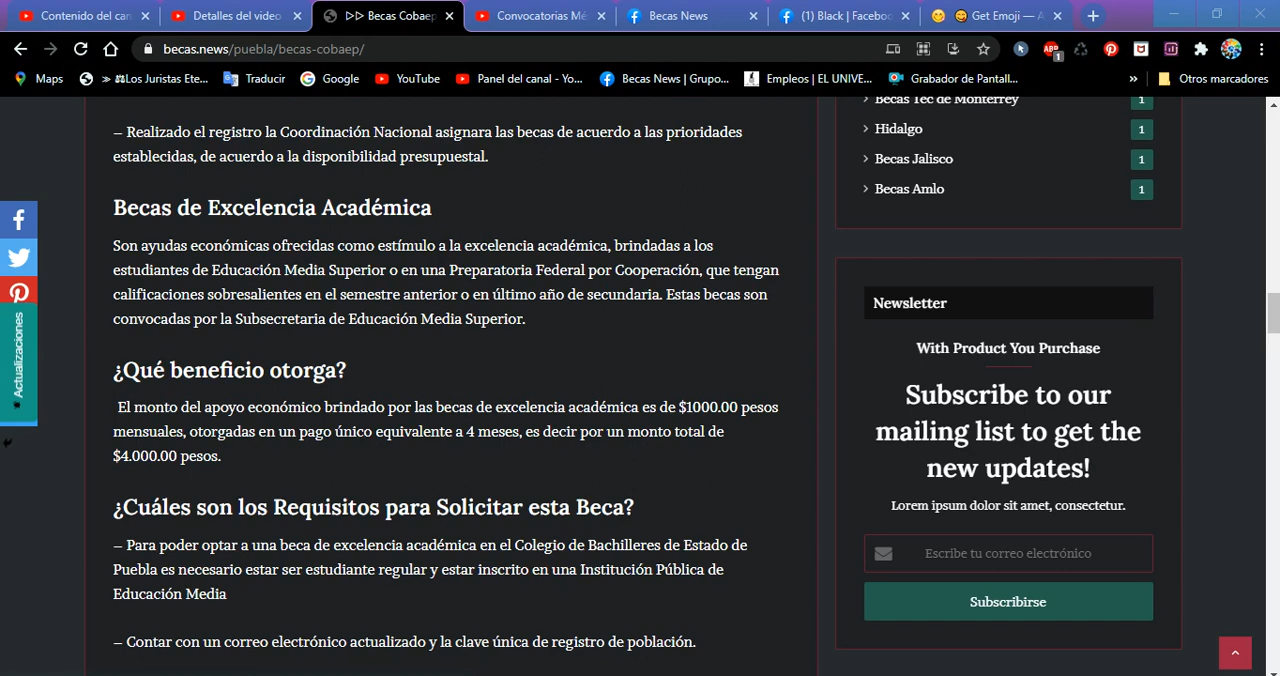 Contenido del can
Detalles del video
▷▷ Becas Cobaep
Convocatorias Mé
Becas News
(1) Black | Faceboo
Get Emoji — A
becas.news/puebla/becas-cobaep/
ABP
1
Maps
» ⚖Los Juristas Ete...
Traducir
Google
YouTube
Panel del canal - Yo...
Becas News | Grupo...
Empleos | EL UNIVE...
Grabador de Pantall...
»
Otros marcadores
– Realizado el registro la Coordinación Nacional asignara las becas de acuerdo a las prioridades
establecidas, de acuerdo a la disponibilidad presupuestal.
Becas de Excelencia Académica
Son ayudas económicas ofrecidas como estímulo a la excelencia académica, brindadas a los
estudiantes de Educación Media Superior o en una Preparatoria Federal por Cooperación, que tengan
calificaciones sobresalientes en el semestre anterior o en último año de secundaria. Estas becas son
convocadas por la Subsecretaria de Educación Media Superior.
¿Qué beneficio otorga?
El monto del apoyo económico brindado por las becas de excelencia académica es de $1000.00 pesos
mensuales, otorgadas en un pago único equivalente a 4 meses, es decir por un monto total de
$4.000.00 pesos.
¿Cuáles son los Requisitos para Solicitar esta Beca?
– Para poder optar a una beca de excelencia académica en el Colegio de Bachilleres de Estado de
Puebla es necesario estar ser estudiante regular y estar inscrito en una Institución Pública de
Educación Media
– Contar con un correo electrónico actualizado y la clave única de registro de población.
Actualizaciones
Becas Tec de Monterrey 1
Hidalgo 1
Becas Jalisco 1
Becas Amlo 1
Newsletter
With Product You Purchase
Subscribe to our
mailing list to get the
new updates!
Lorem ipsum dolor sit amet, consectetur.
Escribe tu correo electrónico
Subscribirse